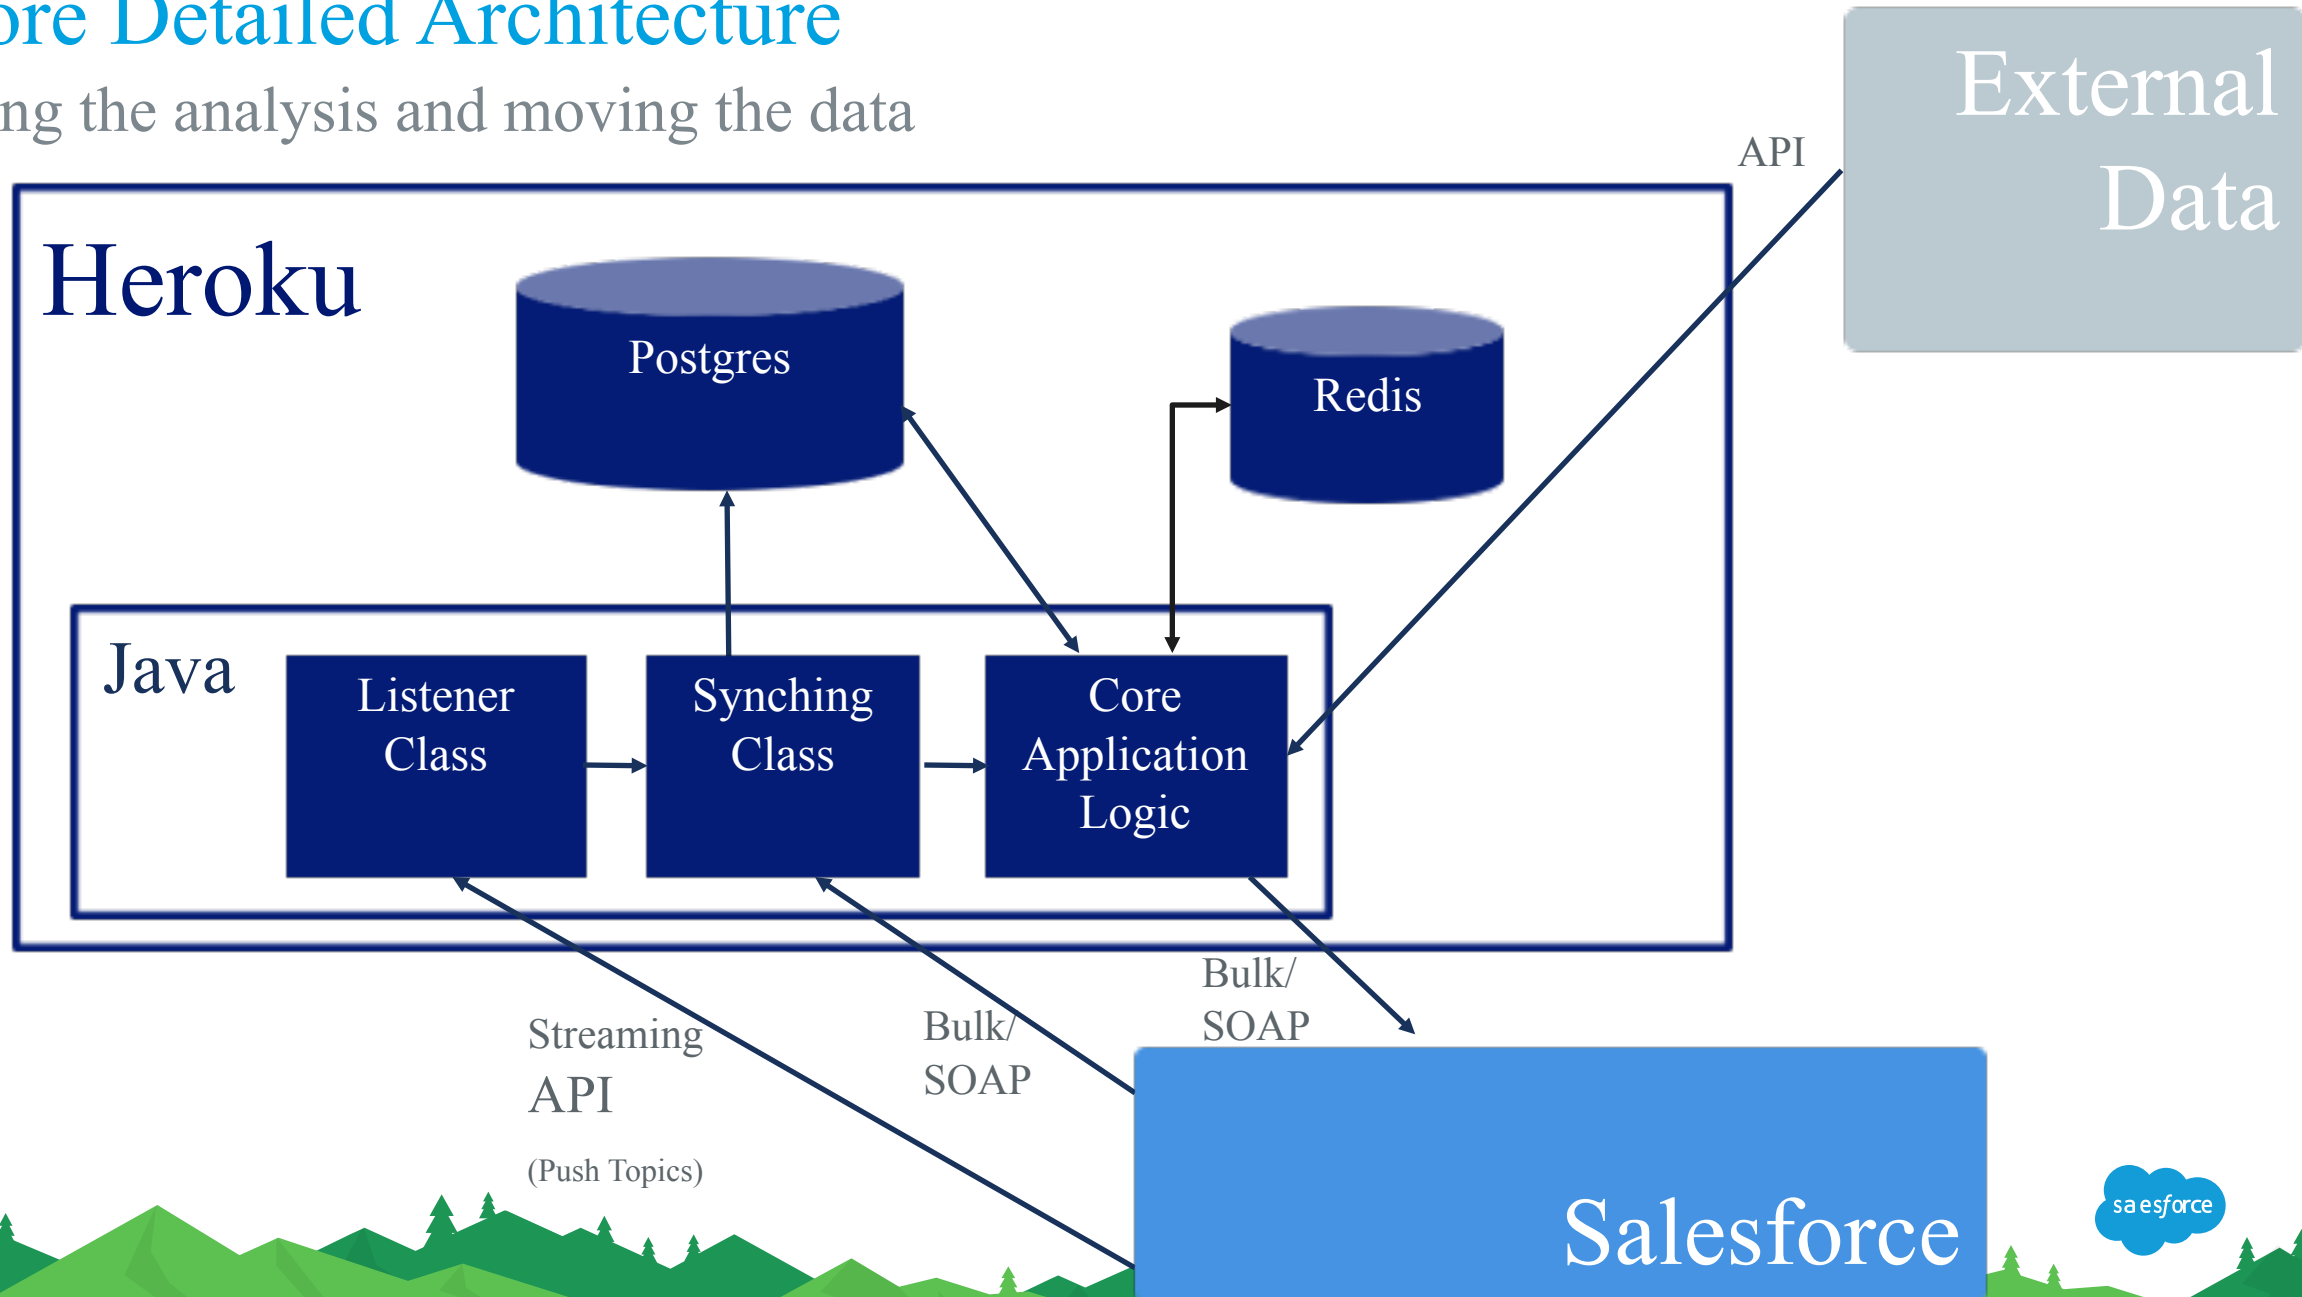 ore Detailed Architecture
ng the analysis and moving the data
External
Data
API
Heroku
Postgres
Redis
Java
Listener
Class
Synching
Class
Core
Application
Logic
Streaming
API
(Push Topics)
Bulk/
SOAP
Bulk/
SOAP
Salesforce
sa esforce